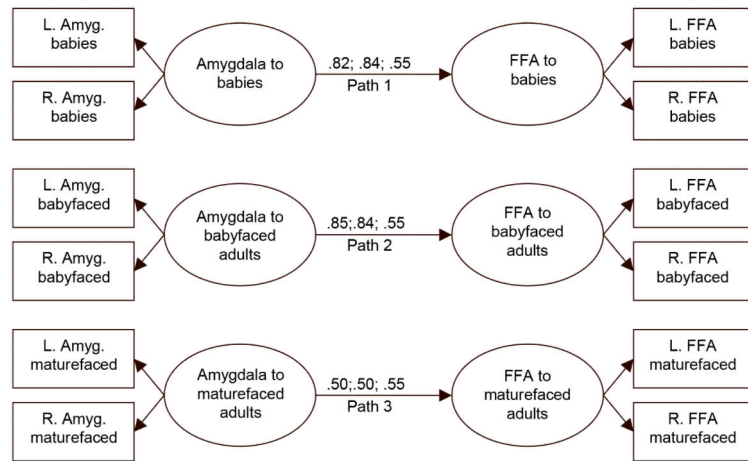 L. Amyg.
babies
R. Amyg.
babies
Amygdala to
babies
.82; .84; .55
Path 1
FFA to
babies
L. FFA
babies
R. FFA
babies
L. Amyg.
babyfaced
R. Amyg.
babyfaced
Amygdala to
babyfaced
adults
.85;.84; .55
Path 2
FFA to
babyfaced
adults
L. FFA
babyfaced
R. FFA
babyfaced
L. Amyg.
maturefaced
R. Amyg.
maturefaced
Amygdala to
maturefaced
adults
.50;.50; .55
Path 3
FFA to
maturefaced
adults
L. FFA
maturefaced
R. FFA
maturefaced